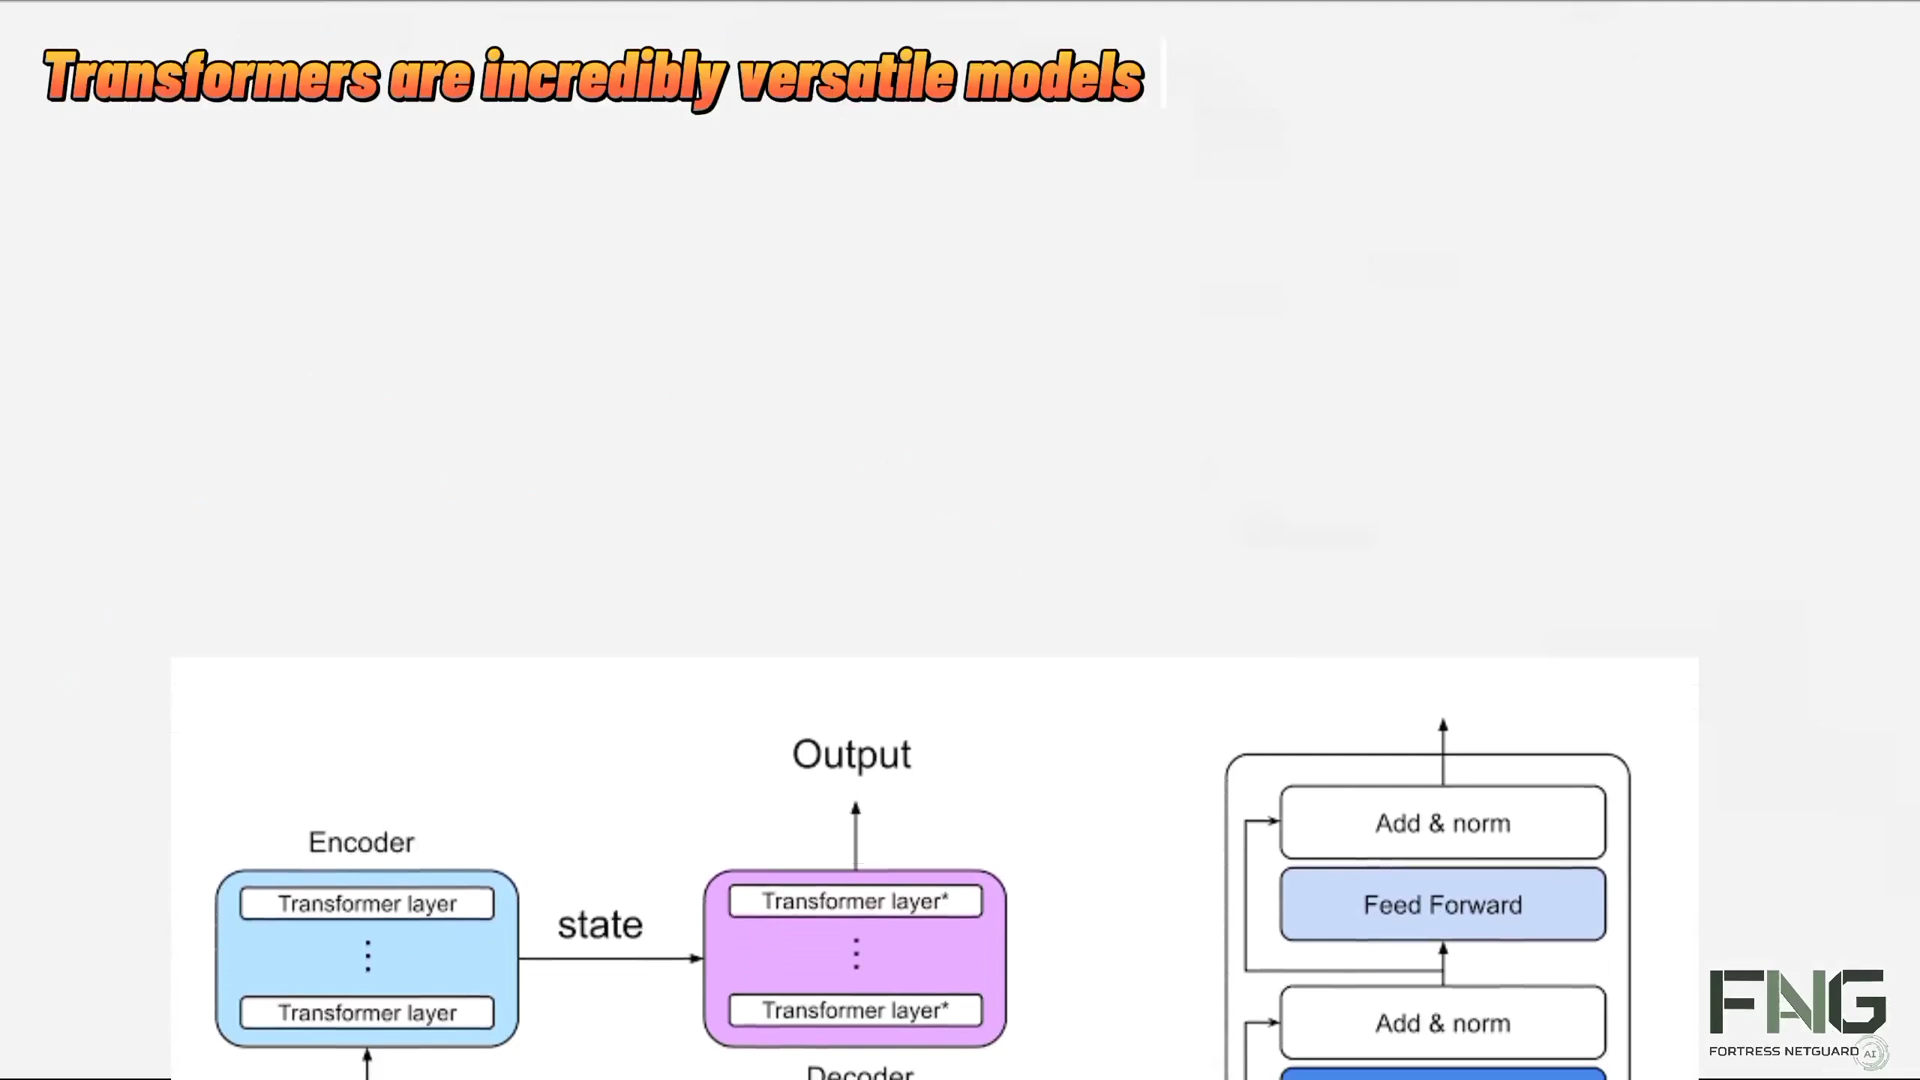 Transformers are incredibly versatile models
Output
Encoder
Transformer layer
Transformer layer
state
Transformer layer*
Transformer layer*
Decoder
Add & norm
Feed Forward
Add & norm
FNG
FORTRESS NETGUARD AI